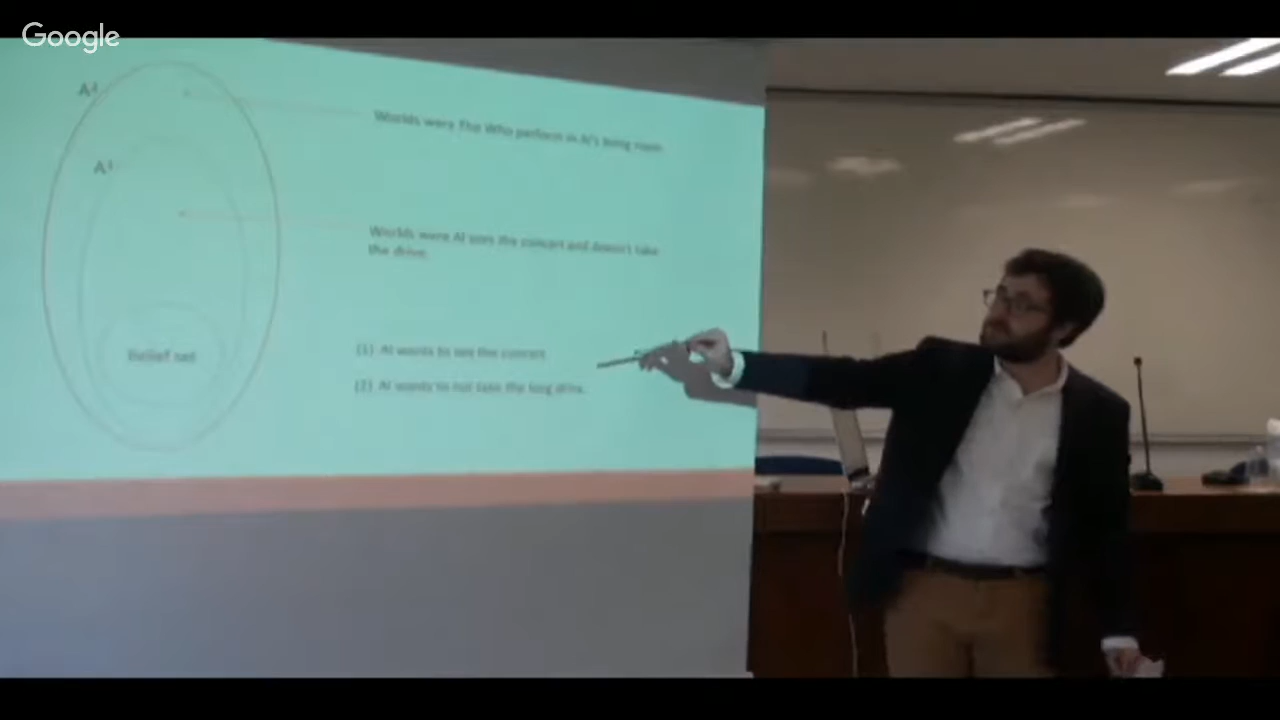 Google
A²
Worlds were The Who perform in Al's living room
A¹
Worlds were Al sees the concert and doesn't take
the drive.
Belief set
(1) Al wants to see the concert
(2) Al wants to not take the long drive.